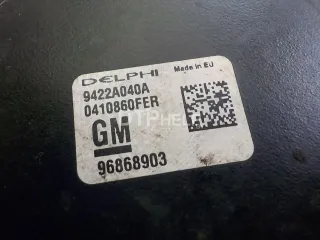 DELPHI
Made in EU
9422A040A
0410860FER
GM
96868903